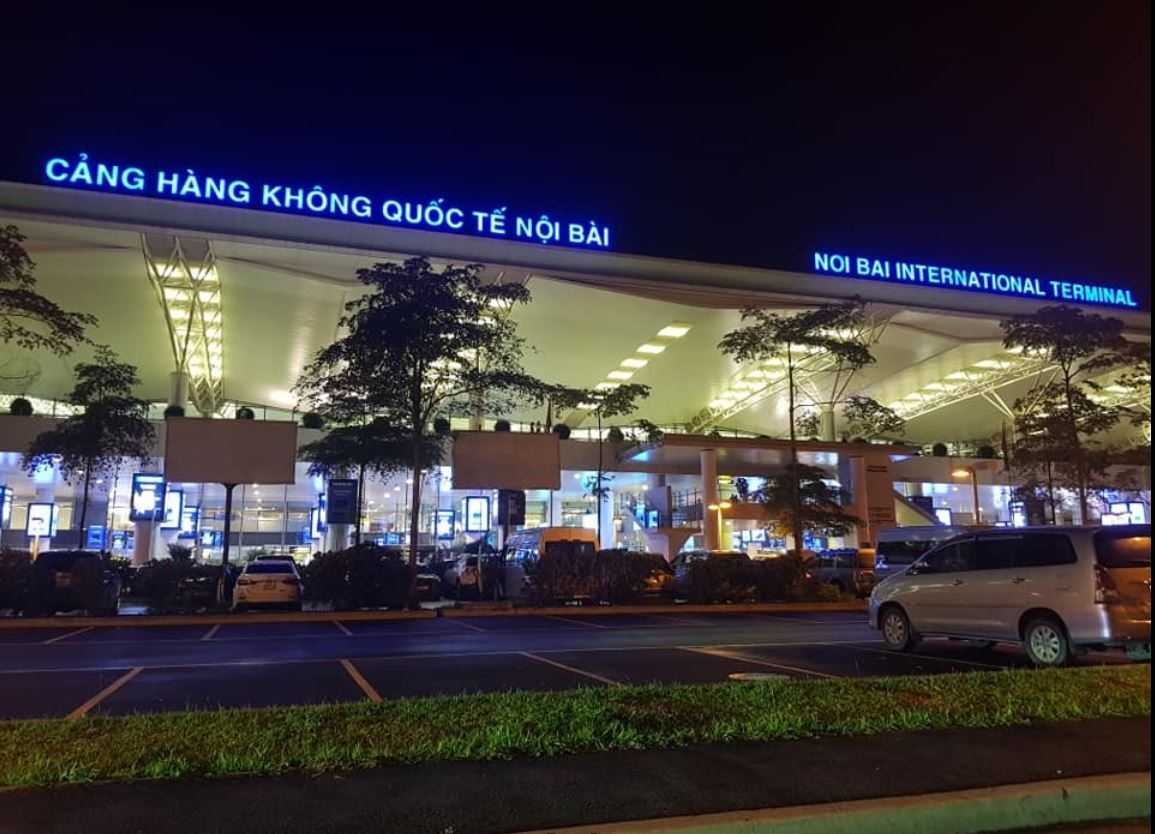 CẢNG HÀNG KHÔNG QUỐC TẾ NỘI BÀI
NOI BAI INTERNATIONAL TERMINAL